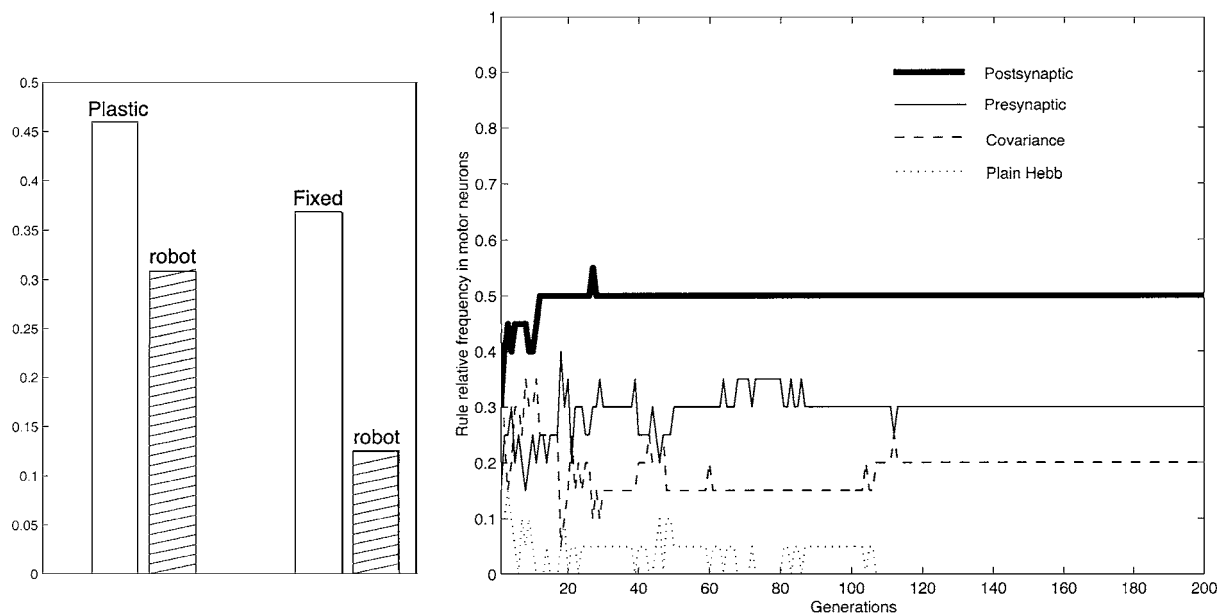 0.5
0.45
0.4
0.35
0.3
0.25
0.2
0.15
0.1
0.05
0
Plastic
robot
Fixed
robot
1
0.9
0.8
0.7
0.6
0.5
0.4
0.3
0.2
0.1
0
Rule relative frequency in motor neurons
Postsynaptic
Presynaptic
Covariance
Plain Hebb
20 40 60 80 100 120 140 160 180 200
Generations